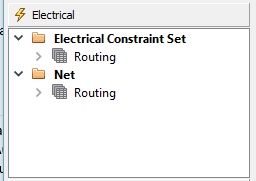 Electrical
Electrical Constraint Set
Routing
Net
Routing